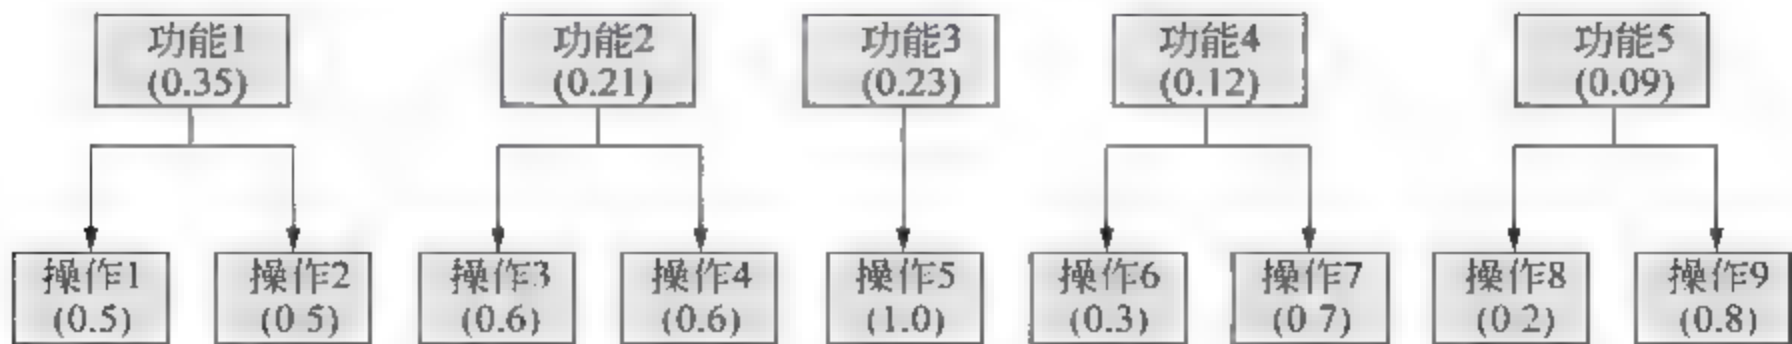 功能1
(0.35)
功能2
(0.21)
功能3
(0.23)
功能4
(0.12)
功能5
(0.09)
操作1
(0.5)
操作2
(0.5)
操作3
(0.6)
操作4
(0.6)
操作5
(1.0)
操作6
(0.3)
操作7
(0.7)
操作8
(0.2)
操作9
(0.8)